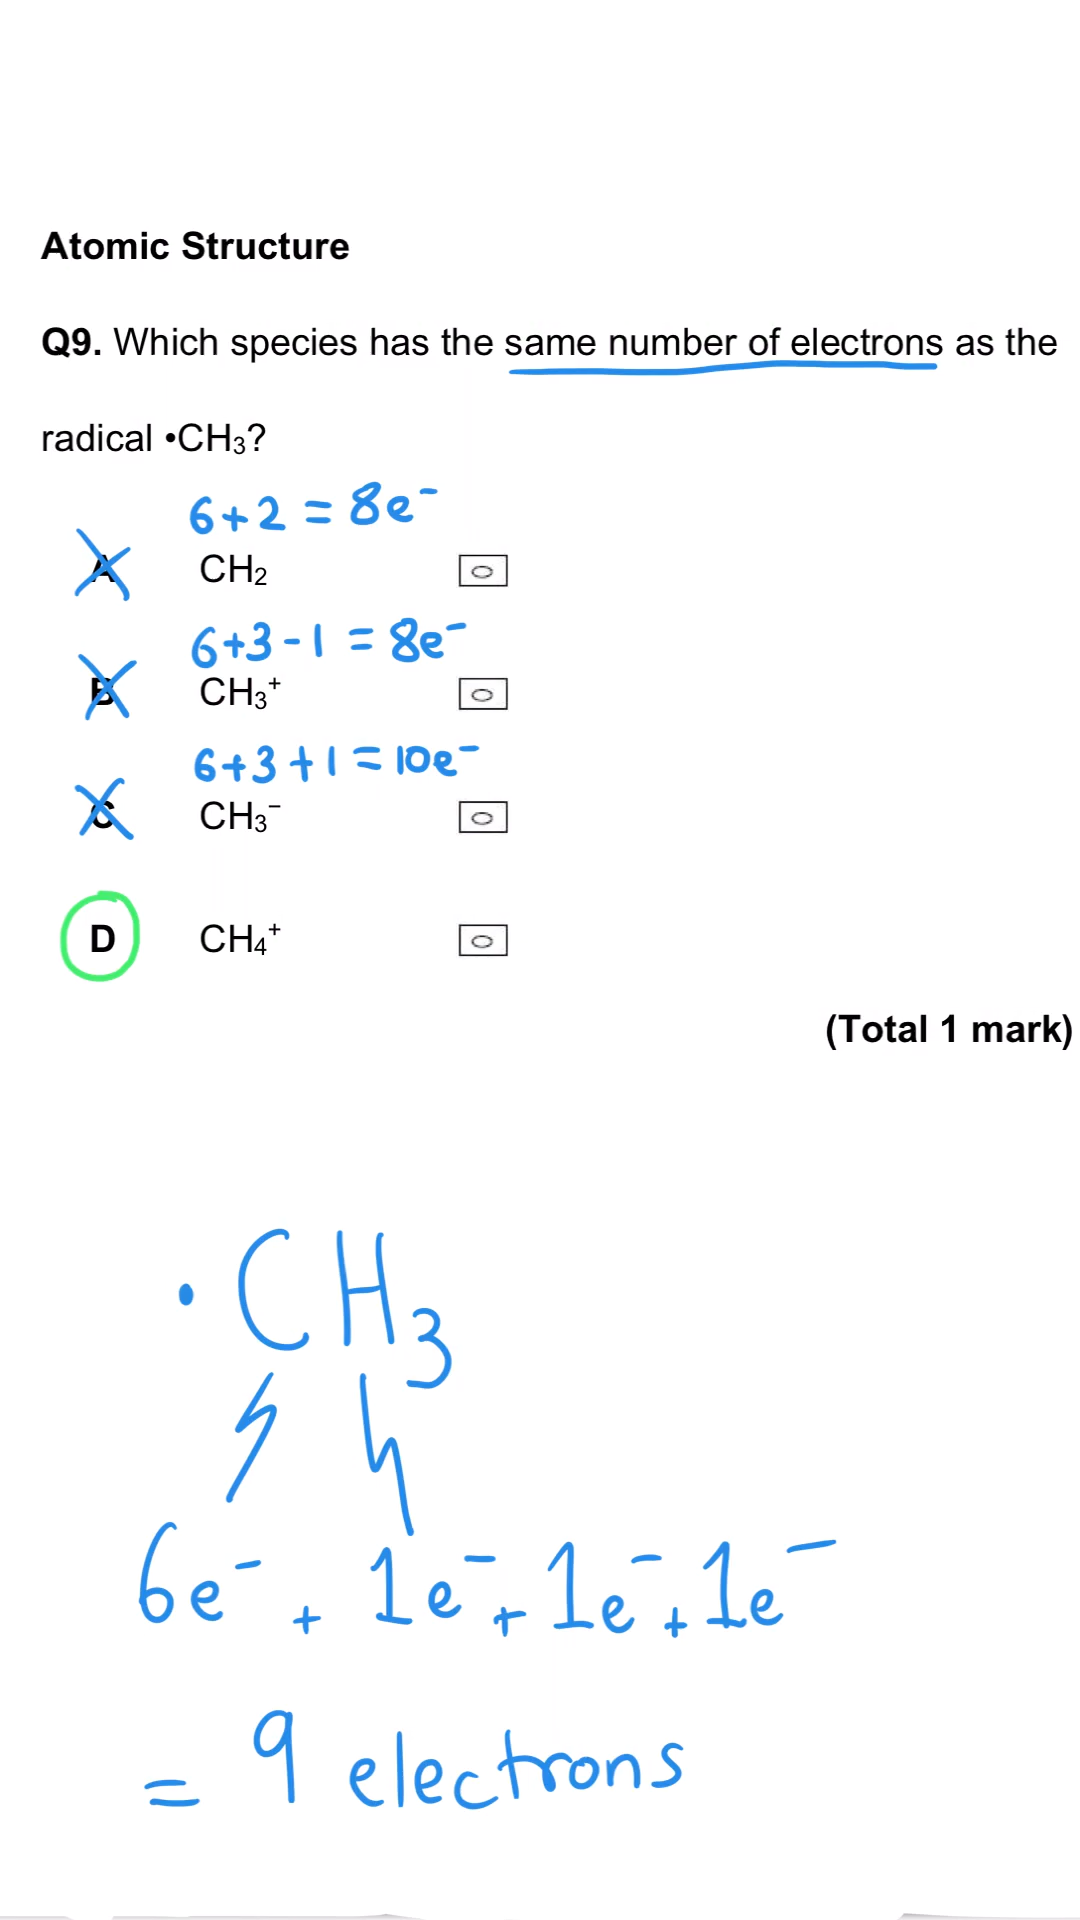 Atomic Structure
Q9. Which species has the same number of electrons as the
radical •CH₃?
6+2 = 8e⁻
A CH₂
6+3-1 = 8e⁻
B CH₃⁺
6+3+1 = 10e⁻
C CH₃⁻
D CH₄⁺
(Total 1 mark)
·CH₃
6e⁻ + 1e⁻ + 1e⁻ + 1e⁻
= 9 electrons